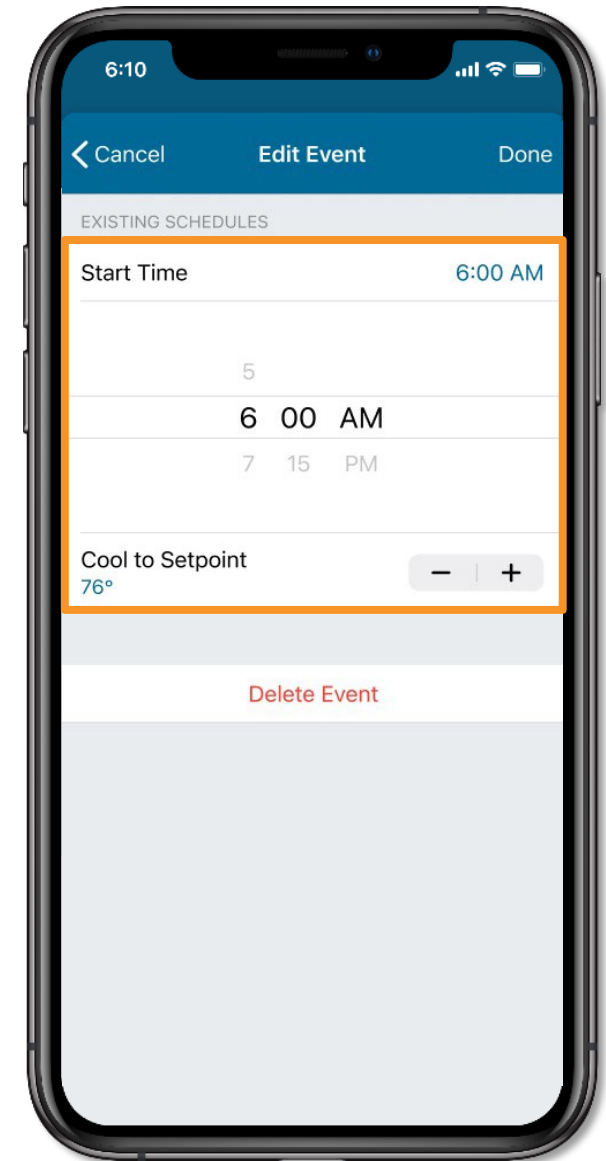 6:10
Cancel Edit Event Done
EXISTING SCHEDULES
Start Time 6:00 AM
5
6 00 AM
7 15 PM
Cool to Setpoint
76°
− +
Delete Event